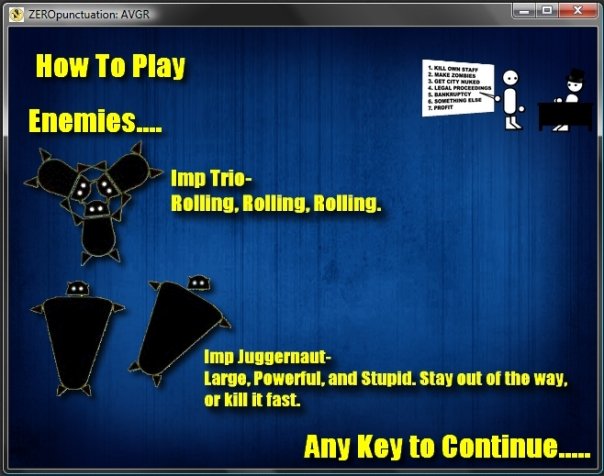 ZEROpunctuation: AVGR
How To Play
1. KILL OWN STAFF
2. MAKE ZOMBIES
3. GET CITY NUKED
4. LEGAL PROCEEDINGS
5. BANKRUPTCY
6. SOMETHING ELSE
7. PROFIT
Enemies....
Imp Trio-
Rolling, Rolling, Rolling.
Imp Juggernaut-
Large, Powerful, and Stupid. Stay out of the way,
or kill it fast.
Any Key to Continue.....